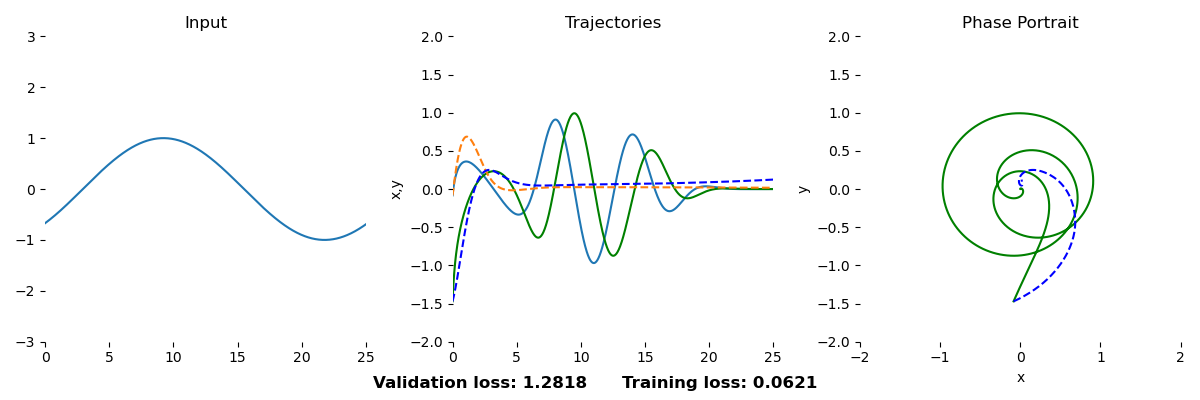 Input
3
2
1
0
−1
−2
−3
0 5 10 15 20 25
Trajectories
x,y
2.0
1.5
1.0
0.5
0.0
−0.5
−1.0
−1.5
−2.0
0 5 10 15 20 25
Phase Portrait
y
2.0
1.5
1.0
0.5
0.0
−0.5
−1.0
−1.5
−2.0
−2 −1 0 1 2
x
Validation loss: 1.2818 Training loss: 0.0621